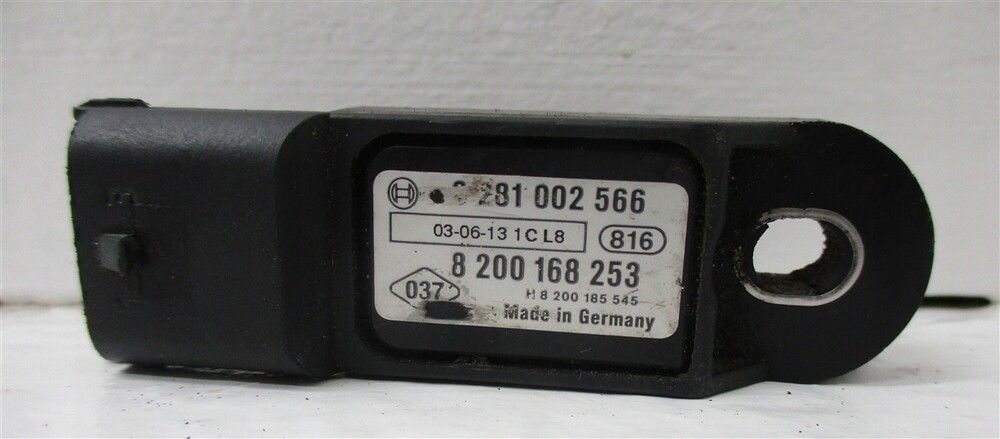 281 002 566
03-06-13 1C L8
816
8 200 168 253
037
H 8 200 185 545
Made in Germany